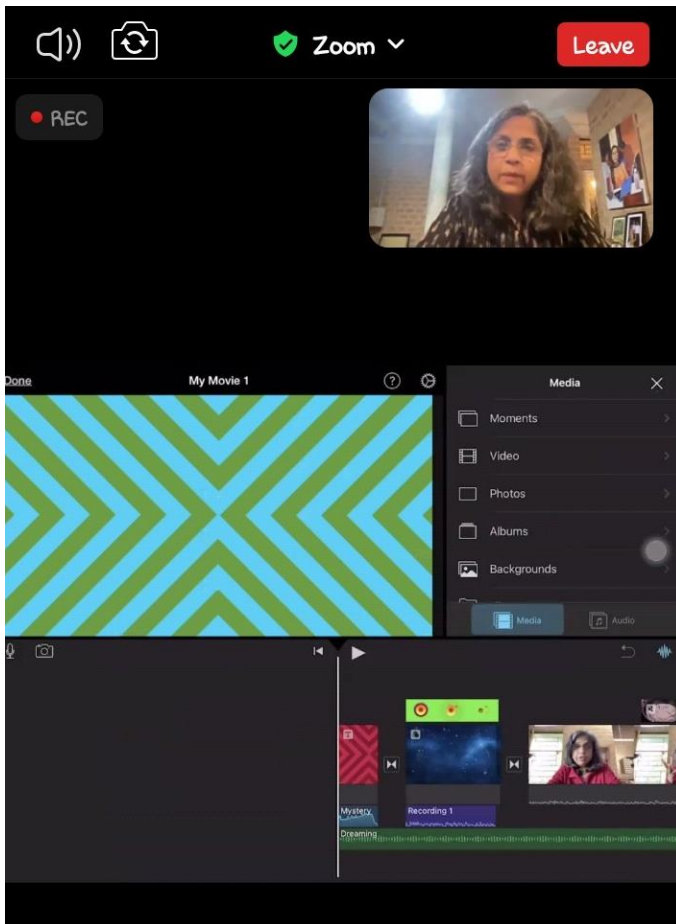 Zoom
Leave
REC
Done
My Movie 1
?
Media
Moments
Video
Photos
Albums
Backgrounds
Media
Audio
Mystery
Recording 1
Dreaming